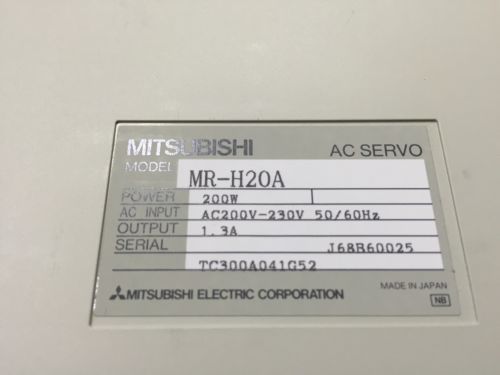 MITSUBISHI AC SERVO
MODEL MR-H20A
POWER 200W
AC INPUT AC200V-230V 50/60Hz
OUTPUT 1.3A
SERIAL J68B60025
TC300A041G52
MITSUBISHI ELECTRIC CORPORATION MADE IN JAPAN
NB